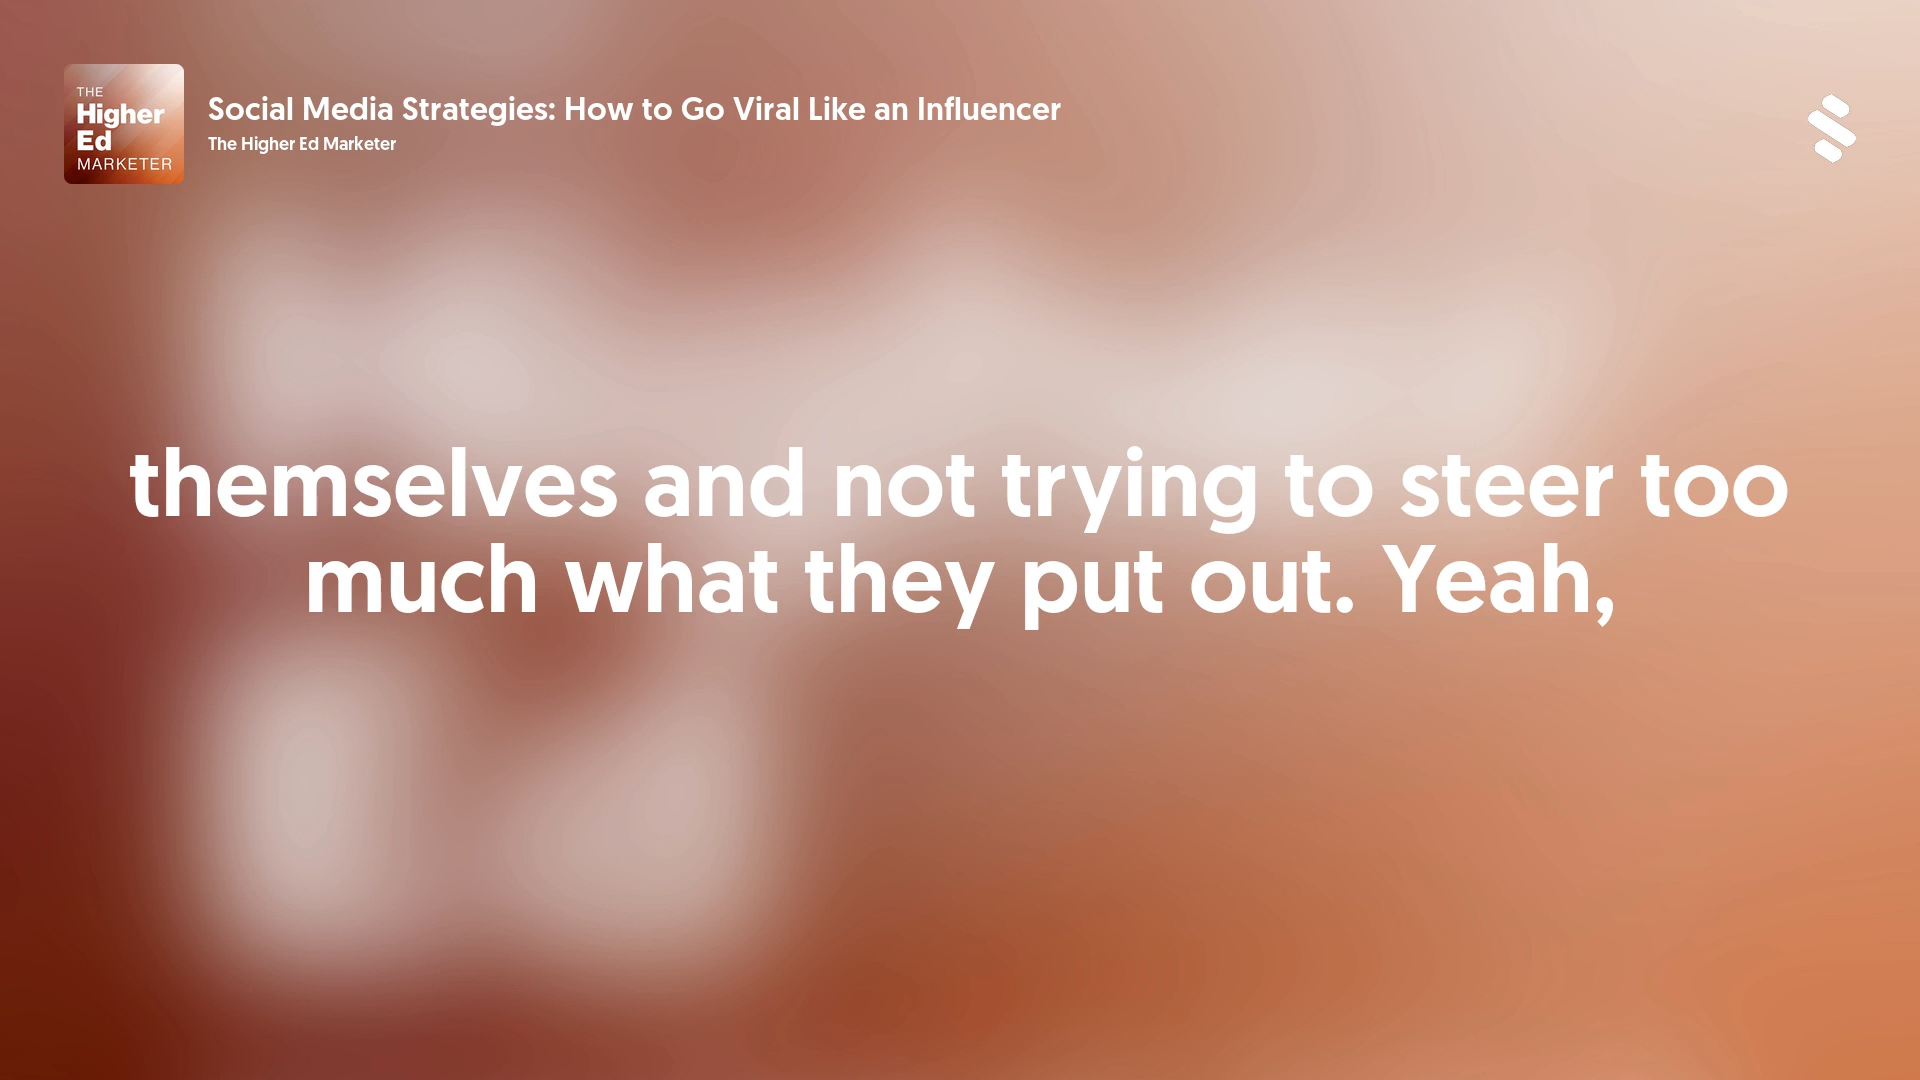 THE
Higher
Ed
MARKETER
Social Media Strategies: How to Go Viral Like an Influencer
The Higher Ed Marketer
themselves and not trying to steer too
much what they put out. Yeah,